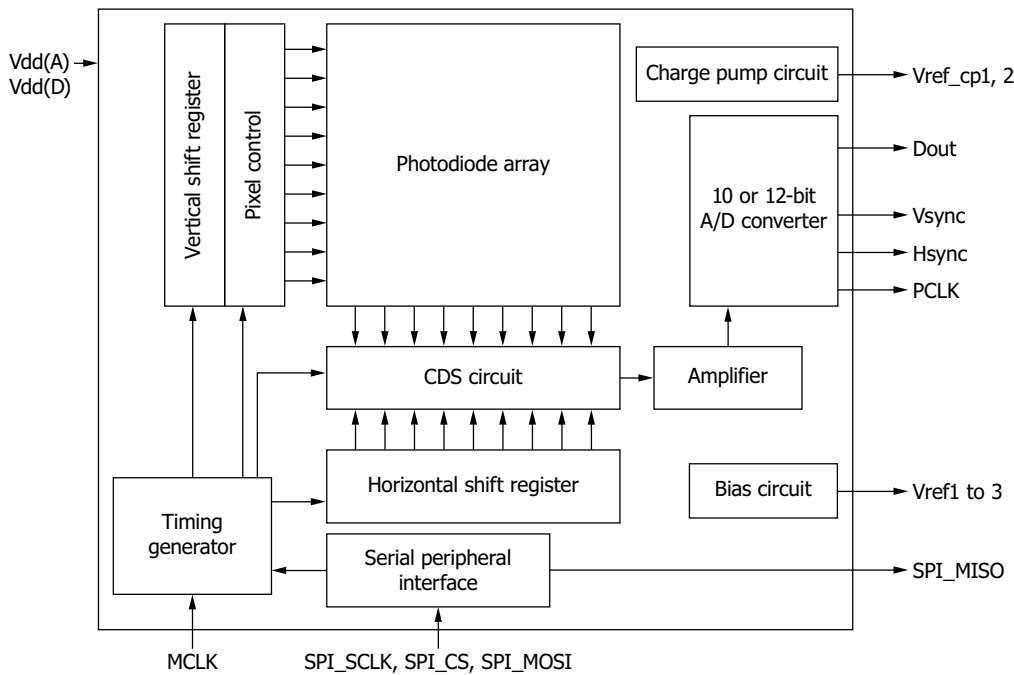 Vdd(A)
Vdd(D)
Vertical shift register
Pixel control
Photodiode array
Charge pump circuit
Vref_cp1, 2
10 or 12-bit
A/D converter
Dout
Vsync
Hsync
PCLK
CDS circuit
Amplifier
Horizontal shift register
Bias circuit
Vref1 to 3
Timing
generator
Serial peripheral
interface
SPI_MISO
MCLK
SPI_SCLK, SPI_CS, SPI_MOSI